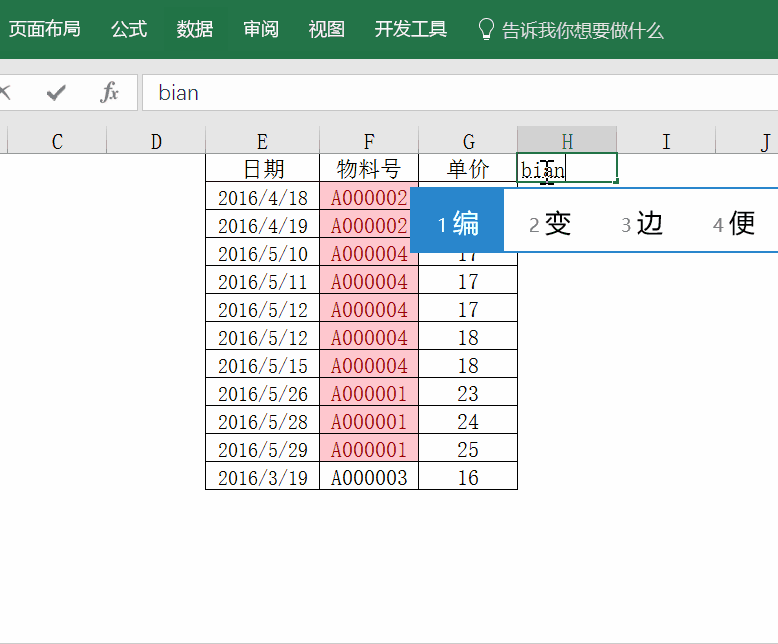 页面布局 公式 数据 审阅 视图 开发工具 告诉我你想要做什么
fx bian
C D E F G H I J
日期 物料号 单价 bian
2016/4/18 A000002
1 编 2 变 3 边 4 便
2016/4/19 A000002
2016/5/10 A000004 17
2016/5/11 A000004 17
2016/5/12 A000004 17
2016/5/12 A000004 18
2016/5/15 A000004 18
2016/5/26 A000001 23
2016/5/28 A000001 24
2016/5/29 A000001 25
2016/3/19 A000003 16